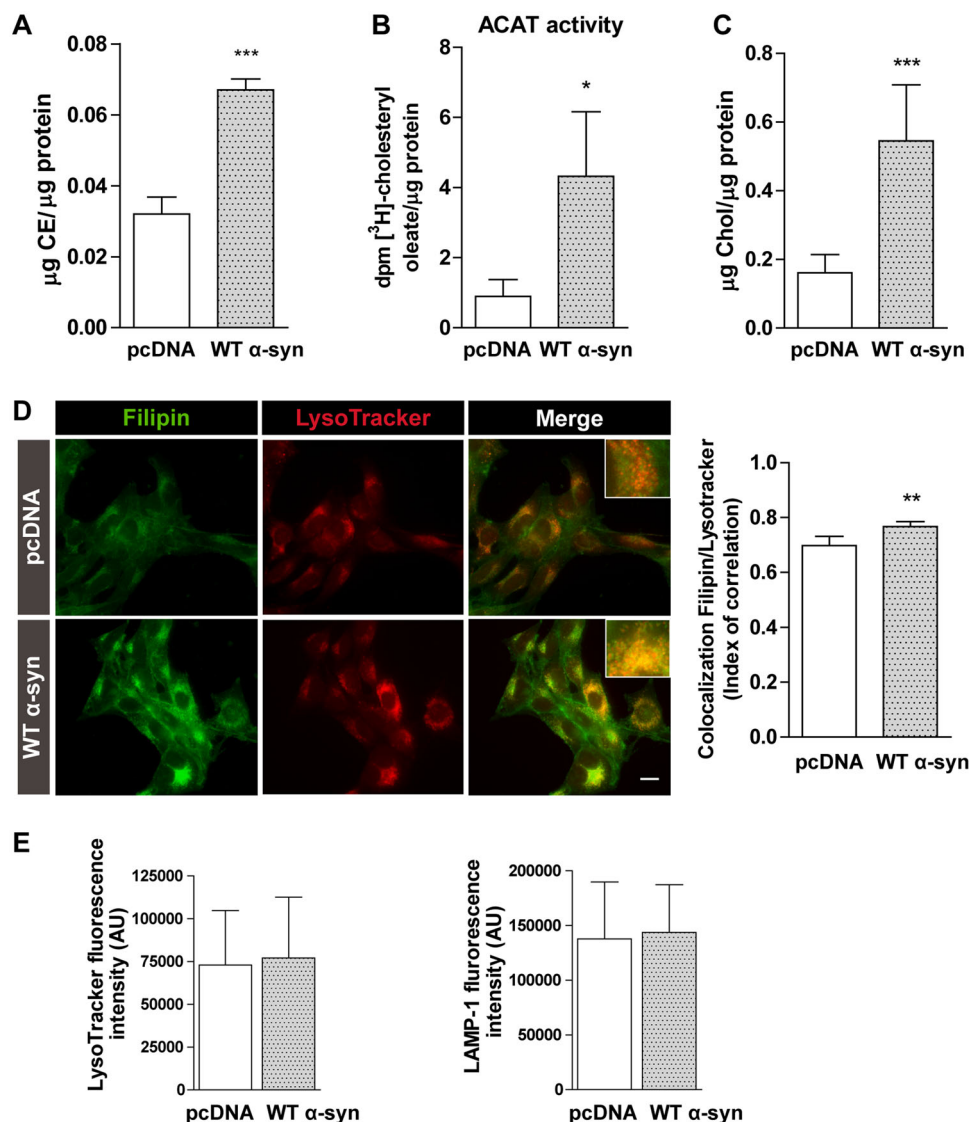 A
0.08
0.06
0.04
0.02
0.00
μg CE/μg protein
***
pcDNA WT α-syn
B
ACAT activity
8
6
4
2
0
dpm [³H]-cholesteryl
oleate/μg protein
*
pcDNA WT α-syn
C
0.8
0.6
0.4
0.2
0.0
μg Chol/μg protein
***
pcDNA WT α-syn
D
Filipin LysoTracker Merge
pcDNA
WT α-syn
1.0
0.8
0.6
0.4
0.2
0.0
Colocalization Filipin/Lysotracker
(Index of correlation)
**
pcDNA WT α-syn
E
125000
100000
75000
50000
25000
0
LysoTracker fluorescence
intensity (AU)
pcDNA WT α-syn
200000
150000
100000
50000
0
LAMP-1 flurorescence
intensity (AU)
pcDNA WT α-syn